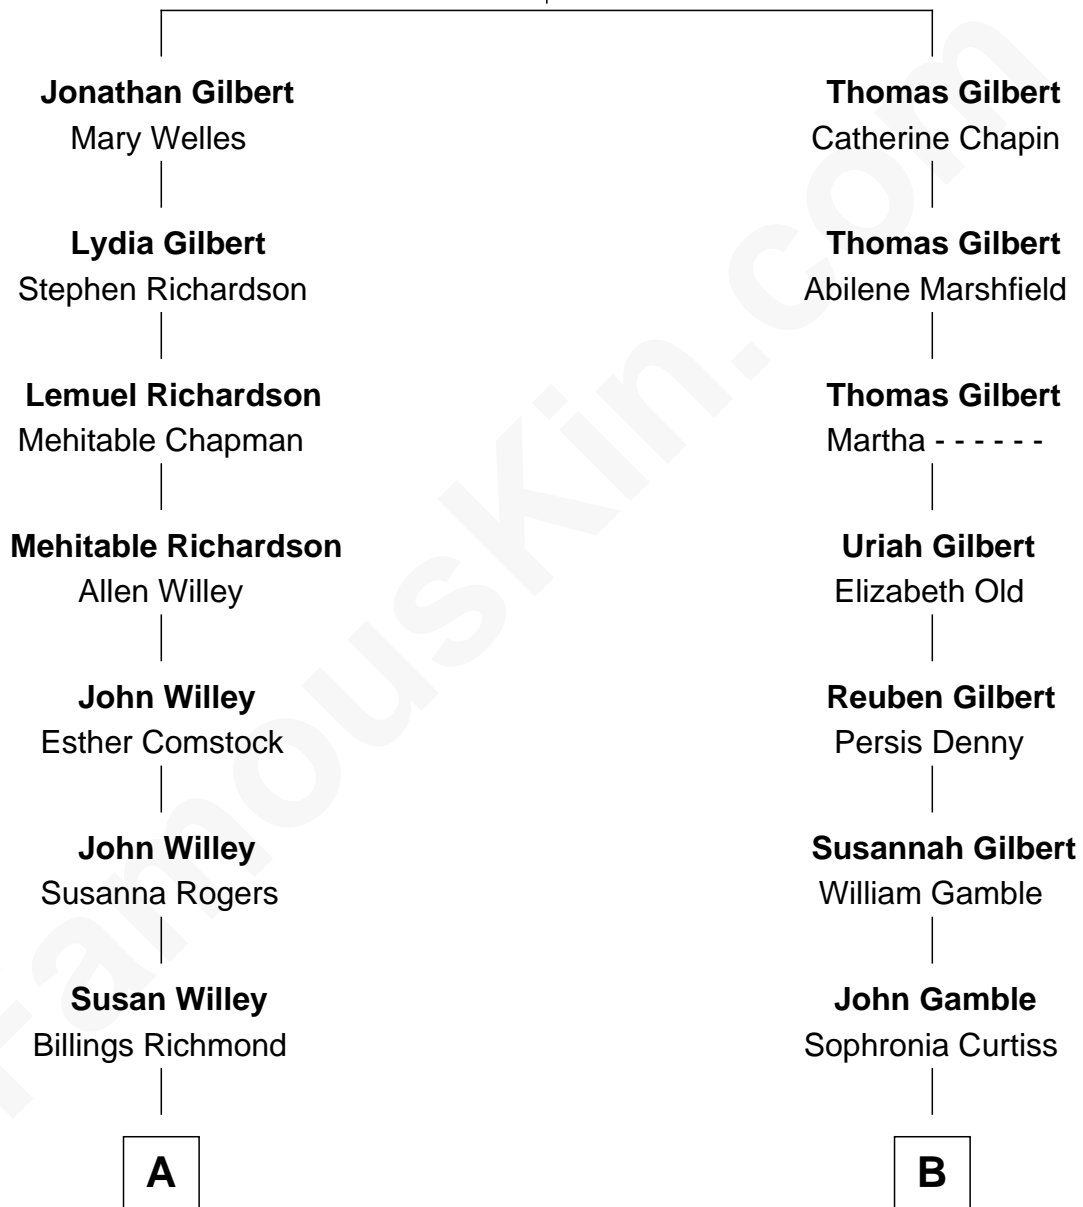 Jonathan Gilbert
Mary Welles
Lydia Gilbert
Stephen Richardson
Lemuel Richardson
Mehitable Chapman
Mehitable Richardson
Allen Willey
John Willey
Esther Comstock
John Willey
Susanna Rogers
Susan Willey
Billings Richmond
A
Thomas Gilbert
Catherine Chapin
Thomas Gilbert
Abilene Marshfield
Thomas Gilbert
Martha - - - - - -
Uriah Gilbert
Elizabeth Old
Reuben Gilbert
Persis Denny
Susannah Gilbert
William Gamble
John Gamble
Sophronia Curtiss
B
FamousKin.com